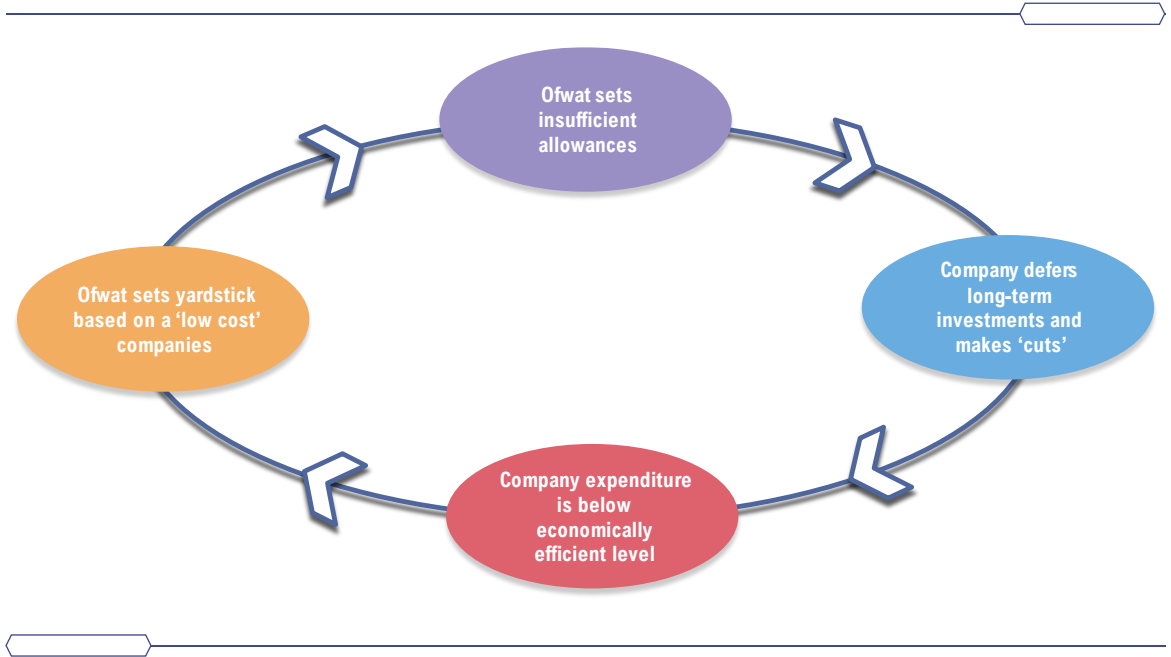 Ofwat sets
insufficient
allowances
Company defers
long-term
investments and
makes ‘cuts’
Company expenditure
is below
economically
efficient level
Ofwat sets yardstick
based on a ‘low cost’
companies